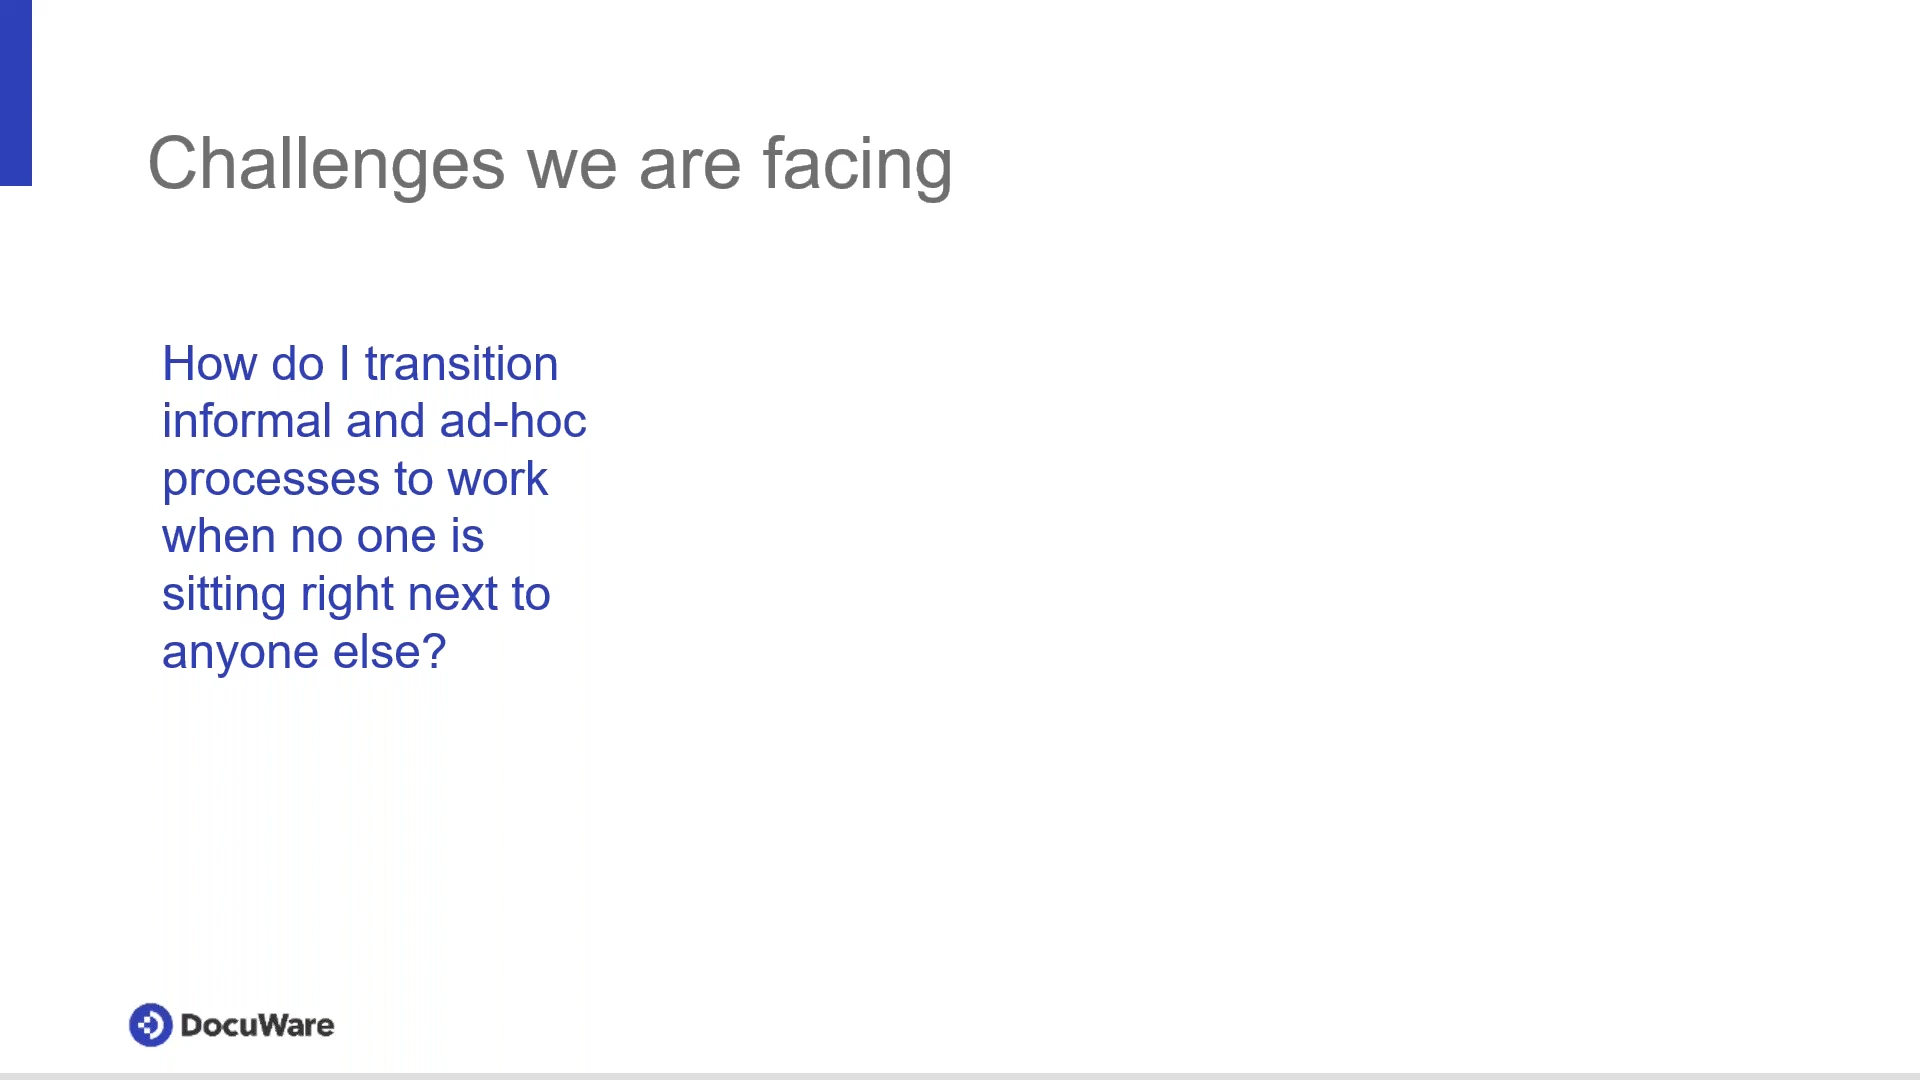 Challenges we are facing
How do I transition
informal and ad-hoc
processes to work
when no one is
sitting right next to
anyone else?
DocuWare